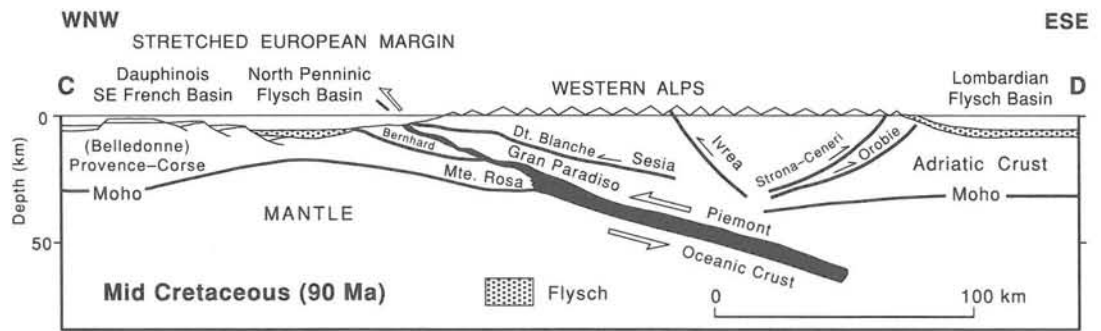 WNW
ESE
STRETCHED EUROPEAN MARGIN
C
Dauphinois
SE French Basin
North Penninic
Flysch Basin
WESTERN ALPS
Lombardian
Flysch Basin
D
0
(Belledonne)
Provence–Corse
Bernhard
Dt. Blanche
Sesia
Ivrea
Strona–Ceneri
Orobie
Adriatic Crust
Gran Paradiso
Mte. Rosa
Moho
Moho
MANTLE
Piemont
Oceanic Crust
Depth (km)
50
Mid Cretaceous (90 Ma)
Flysch
0
100 km